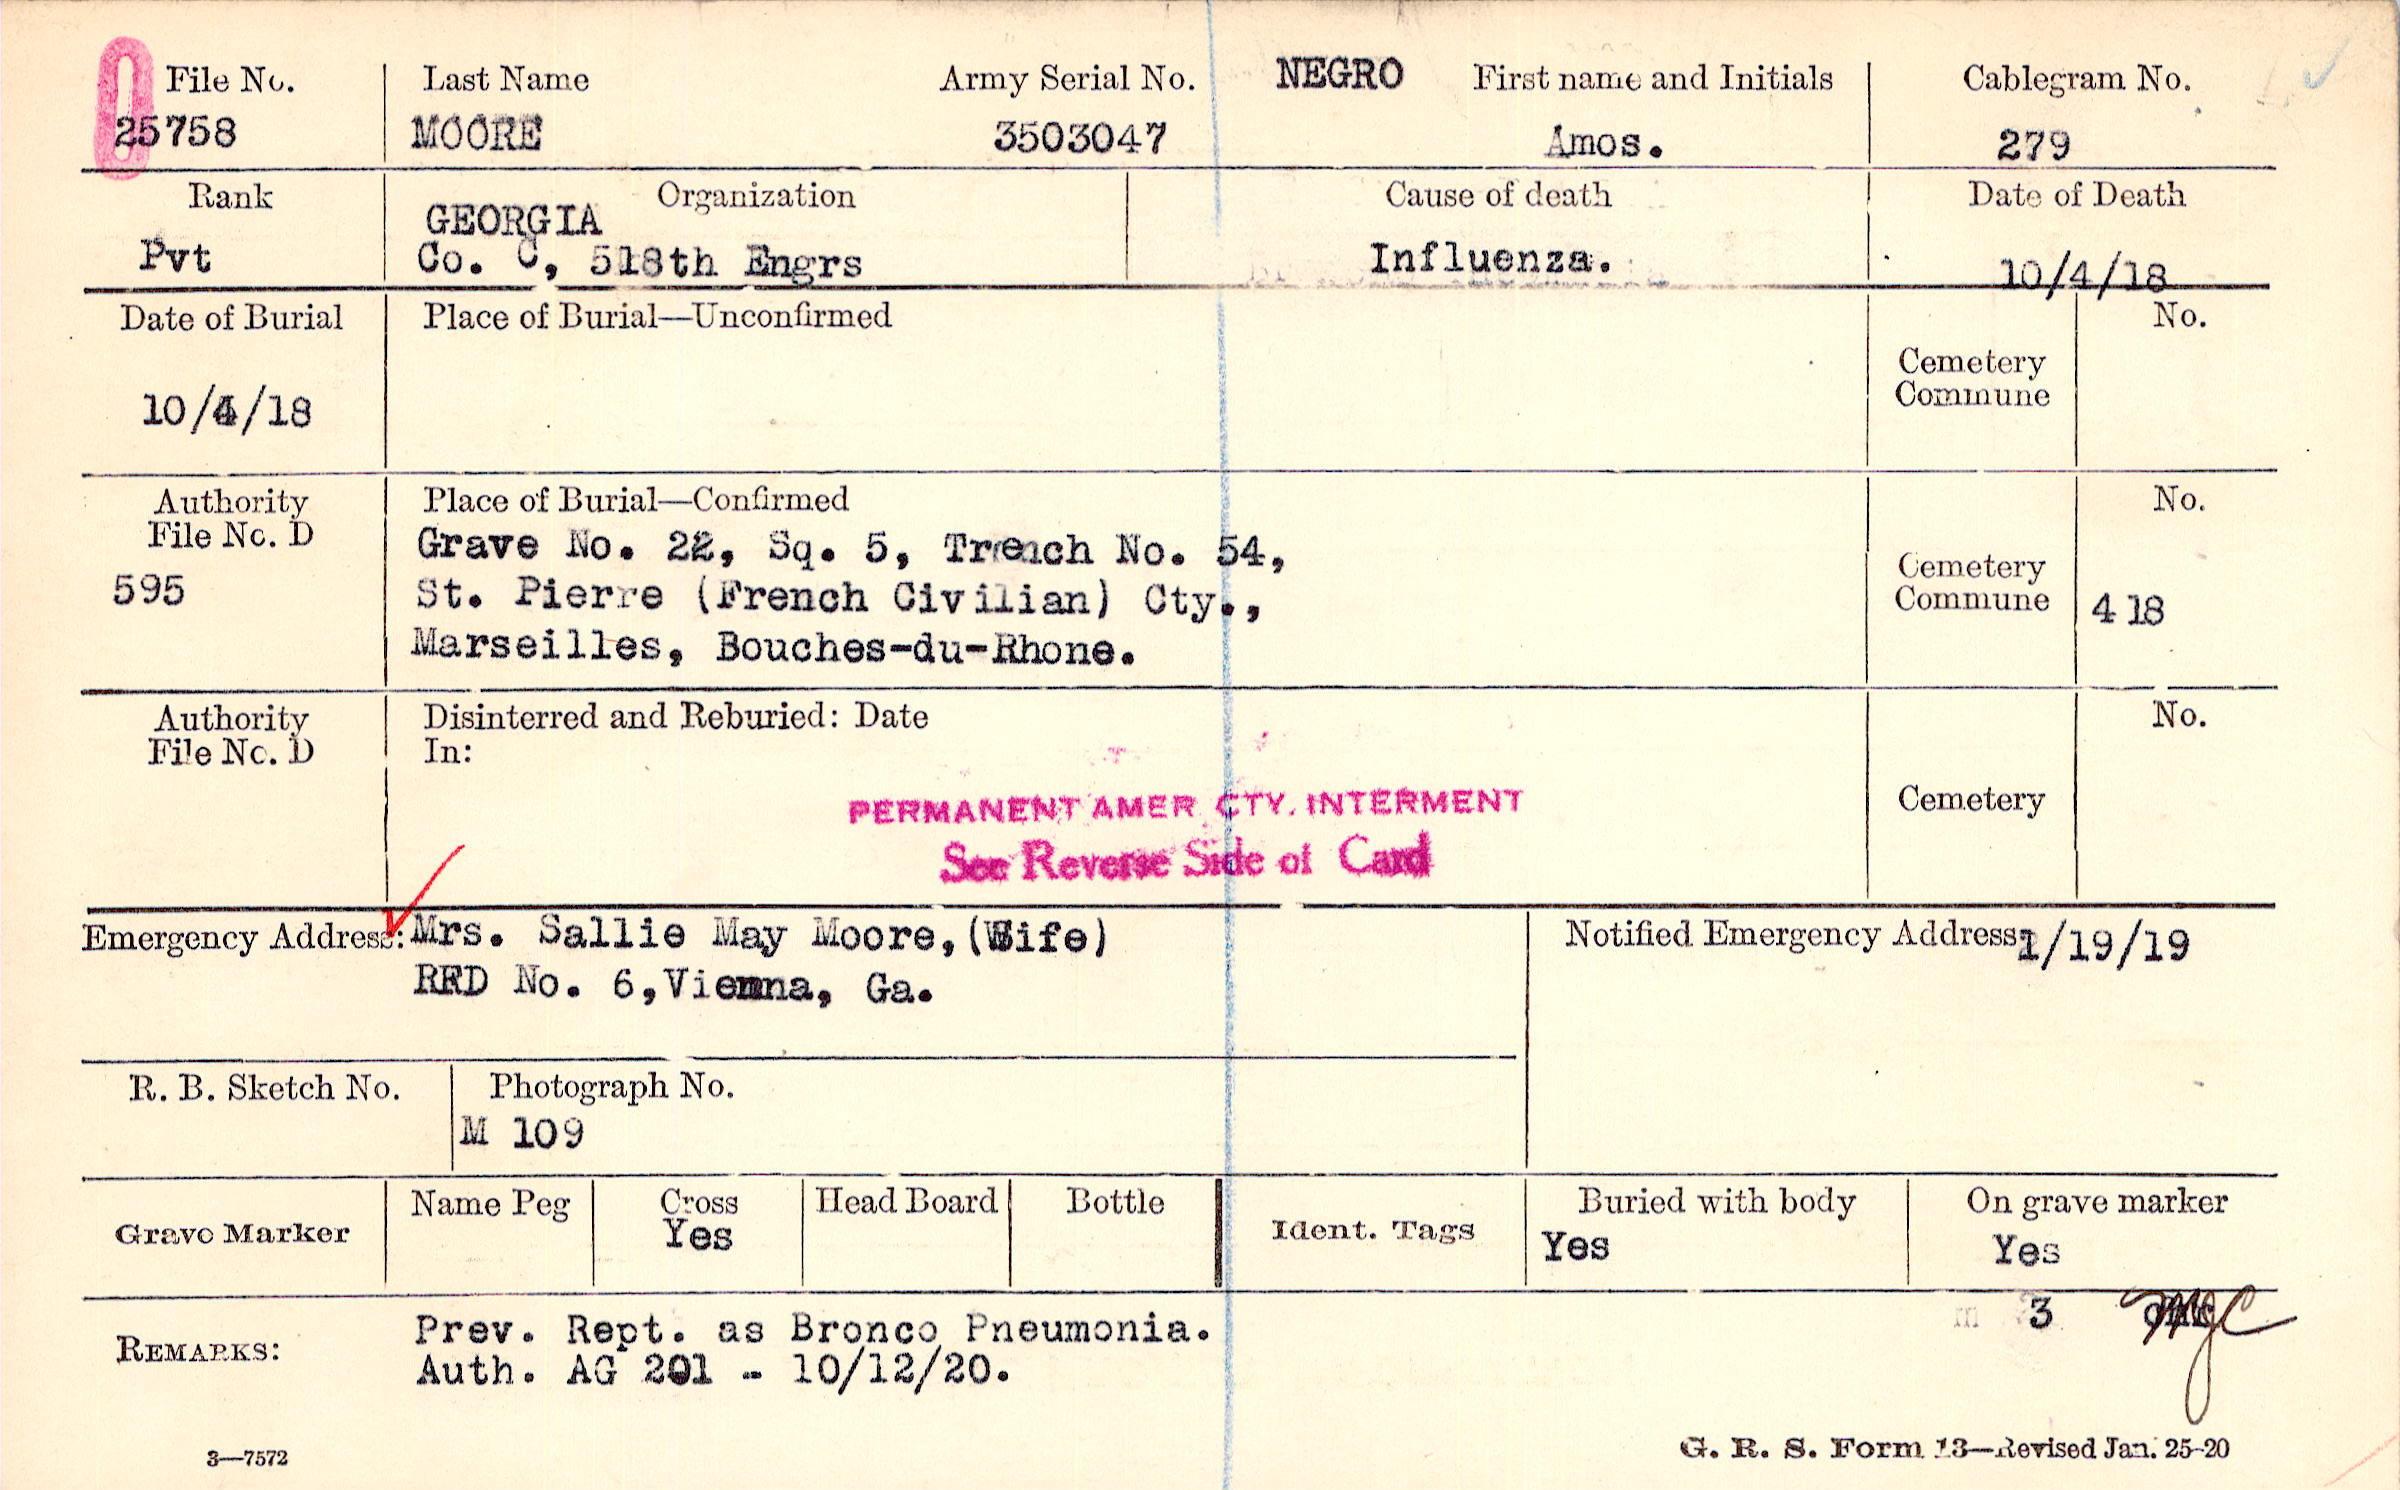 File No. Last Name Army Serial No. NEGRO First name and Initials Cablegram No.
25758 MOORE 3503047 Amos. 279
Rank Organization Cause of death Date of Death
GEORGIA
Pvt Co. C, 518th Engrs Influenza. 10/4/18
Date of Burial Place of Burial—Unconfirmed No.
Cemetery
Commune
10/4/18
Authority Place of Burial—Confirmed No.
File No. D
Grave No. 22, Sq. 5, Trench No. 54,
Cemetery
595 St. Pierre (French Civilian) Cty., Commune 418
Marseilles, Bouches-du-Rhone.
Authority Disinterred and Reburied: Date No.
File No. D In:
PERMANENT AMER. CTY. INTERMENT Cemetery
See Reverse Side of Card
Emergency Address: Mrs. Sallie May Moore,(Wife) Notified Emergency Address: 1/19/19
RFD No. 6,Vienna, Ga.
R. B. Sketch No. Photograph No.
M 109
Grave Marker Name Peg Cross Head Board Bottle Ident. Tags Buried with body On grave marker
Yes Yes Yes
3
REMARKS: Prev. Rept. as Bronco Pneumonia.
Auth. AG 201 - 10/12/20.
3—7572 G. R. S. Form 13—Revised Jan. 25-20